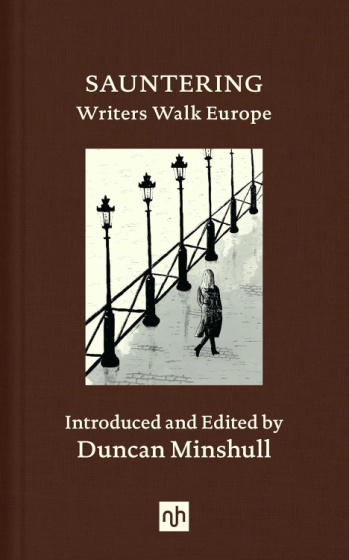 SAUNTERING
Writers Walk Europe
Introduced and Edited by
Duncan Minshull
nh